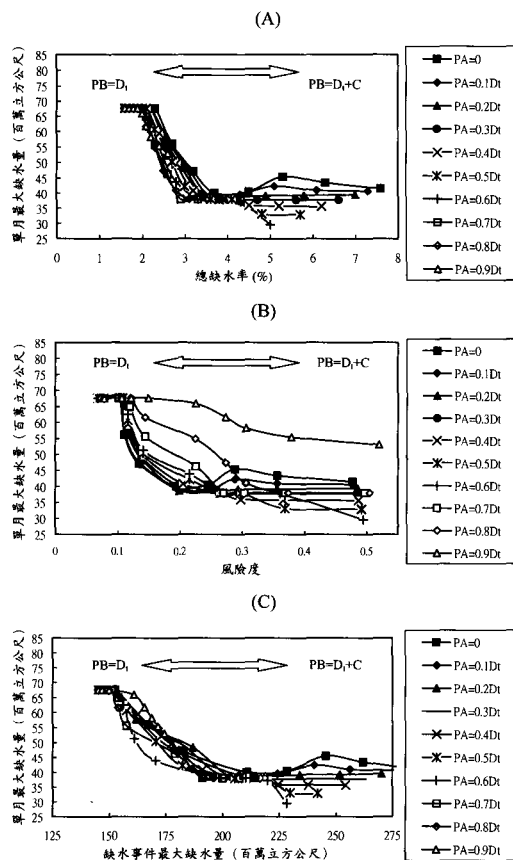 (A)
單月最大缺水量(百萬立方公尺)
85
80
75
70
65
60
55
50
45
40
35
30
25
PB=Dt
PB=Dt+C
0
1
2
3
4
5
6
7
8
總缺水率(%)
PA=0
PA=0.1Dt
PA=0.2Dt
PA=0.3Dt
PA=0.4Dt
PA=0.5Dt
PA=0.6Dt
PA=0.7Dt
PA=0.8Dt
PA=0.9Dt
(B)
單月最大缺水量(百萬立方公尺)
85
80
75
70
65
60
55
50
45
40
35
30
25
PB=Dt
PB=Dt+C
0
0.1
0.2
0.3
0.4
0.5
風險度
PA=0
PA=0.1Dt
PA=0.2Dt
PA=0.3Dt
PA=0.4Dt
PA=0.5Dt
PA=0.6Dt
PA=0.7Dt
PA=0.8Dt
PA=0.9Dt
(C)
單月最大缺水量(百萬立方公尺)
85
80
75
70
65
60
55
50
45
40
35
30
25
PB=Dt
PB=Dt+C
125
150
175
200
225
250
275
缺水事件最大缺水量(百萬立方公尺)
PA=0
PA=0.1Dt
PA=0.2Dt
PA=0.3Dt
PA=0.4Dt
PA=0.5Dt
PA=0.6Dt
PA=0.7Dt
PA=0.8Dt
PA=0.9Dt